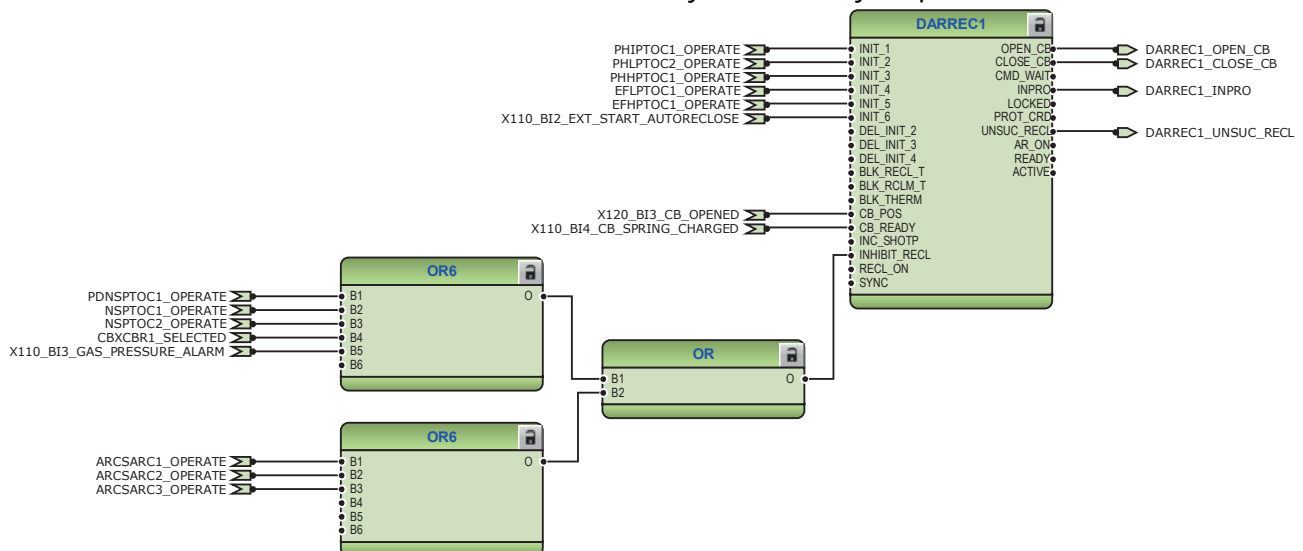 DARREC1
PHIPTOC1_OPERATE INIT_1 OPEN_CB DARREC1_OPEN_CB
PHLPTOC2_OPERATE INIT_2 CLOSE_CB DARREC1_CLOSE_CB
PHHPTOC1_OPERATE INIT_3 CMD_WAIT
EFLPTOC1_OPERATE INIT_4 INPRO DARREC1_INPRO
EFHPTOC1_OPERATE INIT_5 LOCKED
X110_BI2_EXT_START_AUTORECLOSE INIT_6 PROT_CRD
DEL_INIT_2 UNSUC_RECL DARREC1_UNSUC_RECL
DEL_INIT_3 AR_ON
DEL_INIT_4 READY
BLK_RECL_T ACTIVE
BLK_RCLM_T
BLK_THERM
X120_BI3_CB_OPENED CB_POS
X110_BI4_CB_SPRING_CHARGED CB_READY
INC_SHOTP
INHIBIT_RECL
RECL_ON
SYNC
OR6
PDNSPTOC1_OPERATE B1 O
NSPTOC1_OPERATE B2
NSPTOC2_OPERATE B3
CBXCBR1_SELECTED B4
X110_BI3_GAS_PRESSURE_ALARM B5
B6
OR
B1 O
B2
OR6
ARCSARC1_OPERATE B1 O
ARCSARC2_OPERATE B2
ARCSARC3_OPERATE B3
B4
B5
B6